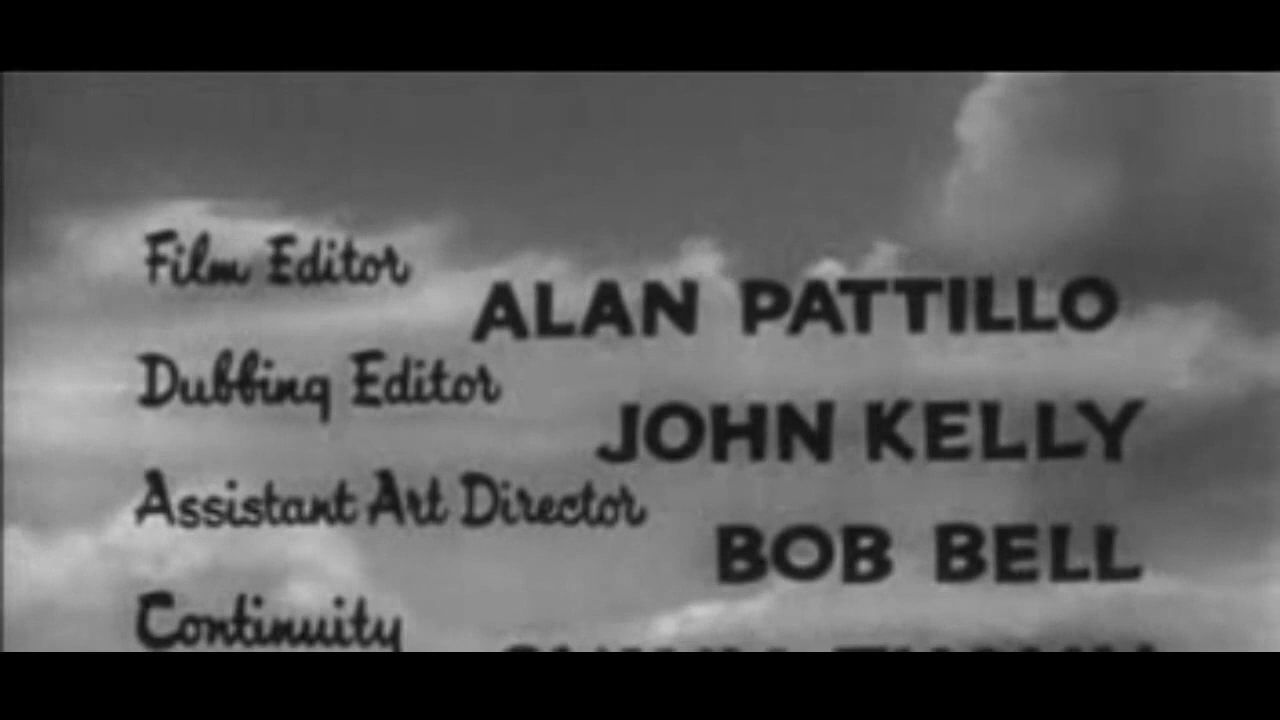 Film Editor
ALAN PATTILLO
Dubbing Editor
JOHN KELLY
Assistant Art Director
BOB BELL
Continuity